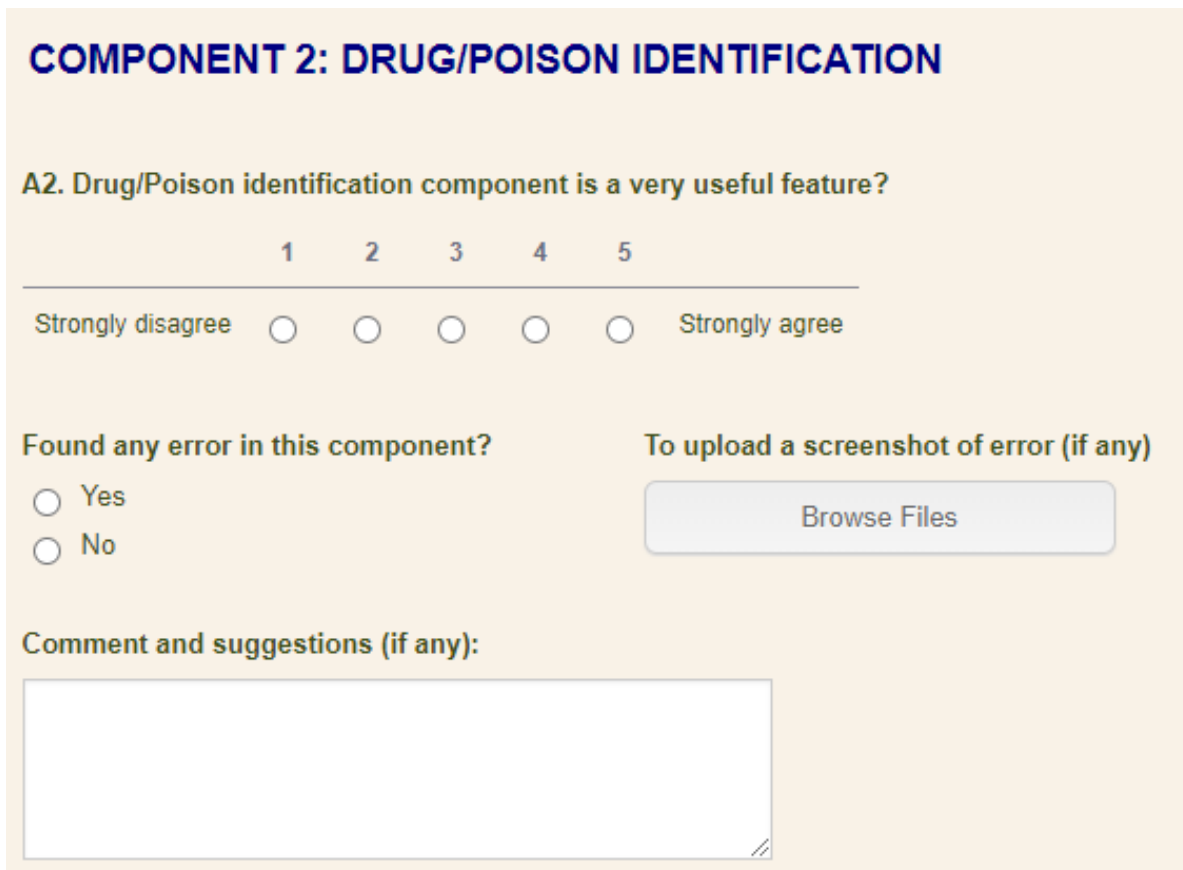 COMPONENT 2: DRUG/POISON IDENTIFICATION
A2. Drug/Poison identification component is a very useful feature?
1 2 3 4 5
Strongly disagree Strongly agree
Found any error in this component?
Yes
No
To upload a screenshot of error (if any)
Browse Files
Comment and suggestions (if any):